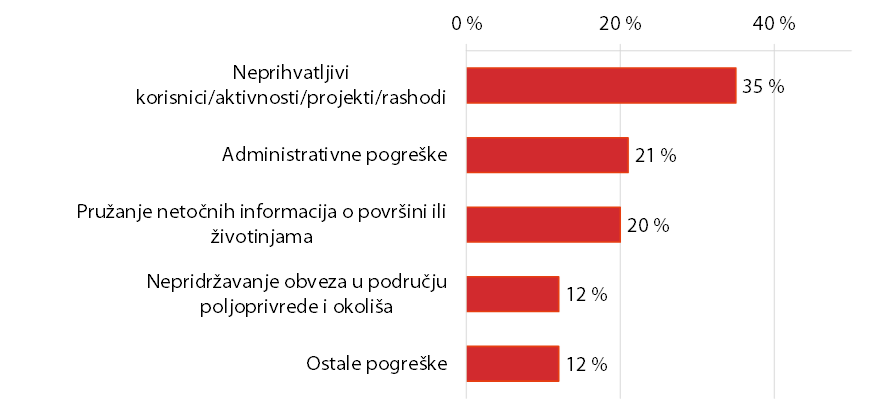 0 % 20 % 40 %
Neprihvatljivi
korisnici/aktivnosti/projekti/rashodi
35 %
Administrativne pogreške
21 %
Pružanje netočnih informacija o površini ili
životinjama
20 %
Nepridržavanje obveza u području
poljoprivrede i okoliša
12 %
Ostale pogreške
12 %